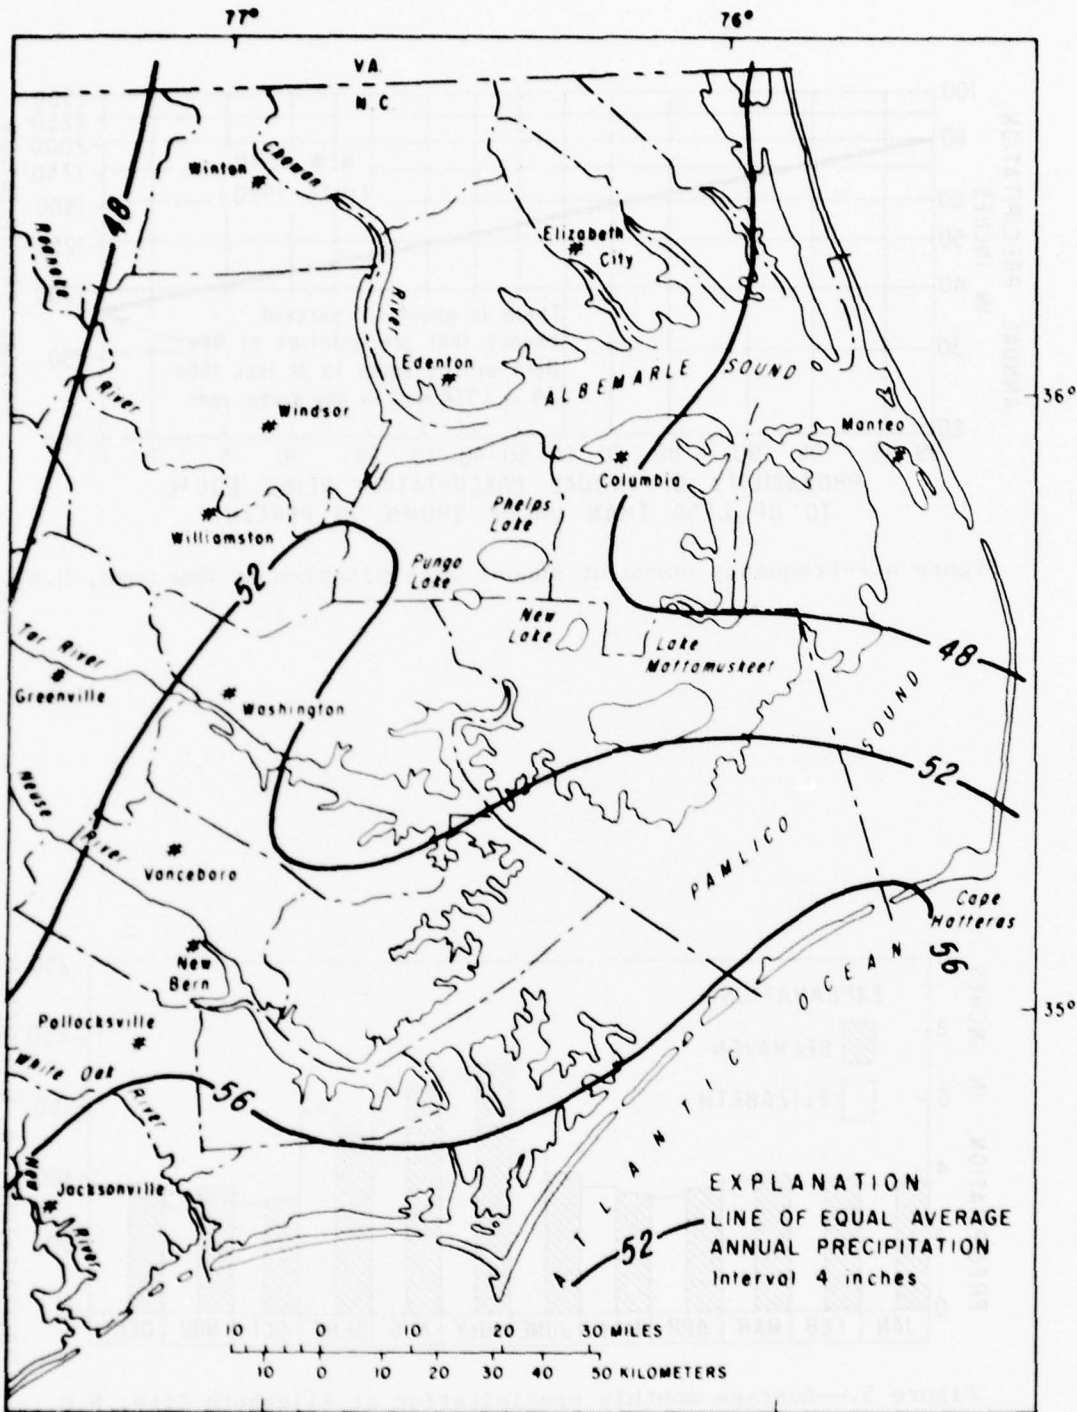 77°
76°
VA.
N.C.
Chowan
River
Winton
48
Roanoke
River
Elizabeth
City
Edenton
ALBEMARLE SOUND
36°
Windsor
Manteo
Columbia
Phelps
Lake
Williamston
52
Pungo
Lake
New
Lake
Lake
Mattamuskeet
48
Tar River
Greenville
Washington
PAMLICO SOUND
52
Neuse
River
Vanceboro
Cape
Hatteras
56
New
Bern
35°
Pollocksville
White Oak
River
56
ATLANTIC OCEAN
Jacksonville
River
EXPLANATION
52
LINE OF EQUAL AVERAGE
ANNUAL PRECIPITATION
Interval 4 inches
10 0 10 20 30 MILES
10 0 10 20 30 40 50 KILOMETERS